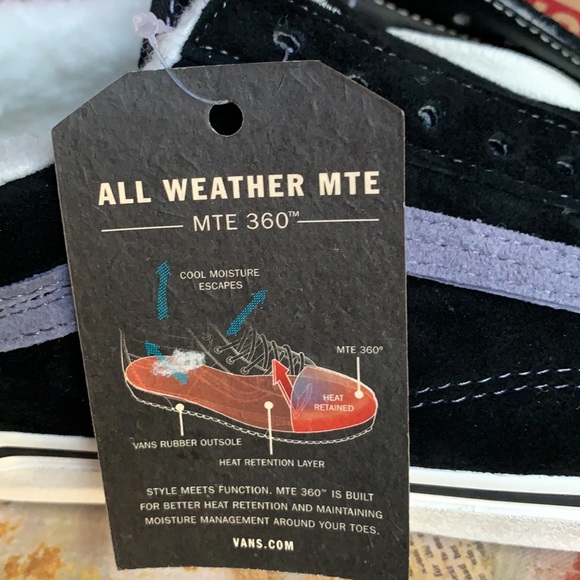 ALL WEATHER MTE
MTE 360™
COOL MOISTURE
ESCAPES
MTE 360°
HEAT
RETAINED
VANS RUBBER OUTSOLE
HEAT RETENTION LAYER
STYLE MEETS FUNCTION. MTE 360™ IS BUILT
FOR BETTER HEAT RETENTION AND MAINTAINING
MOISTURE MANAGEMENT AROUND YOUR TOES.
VANS.COM